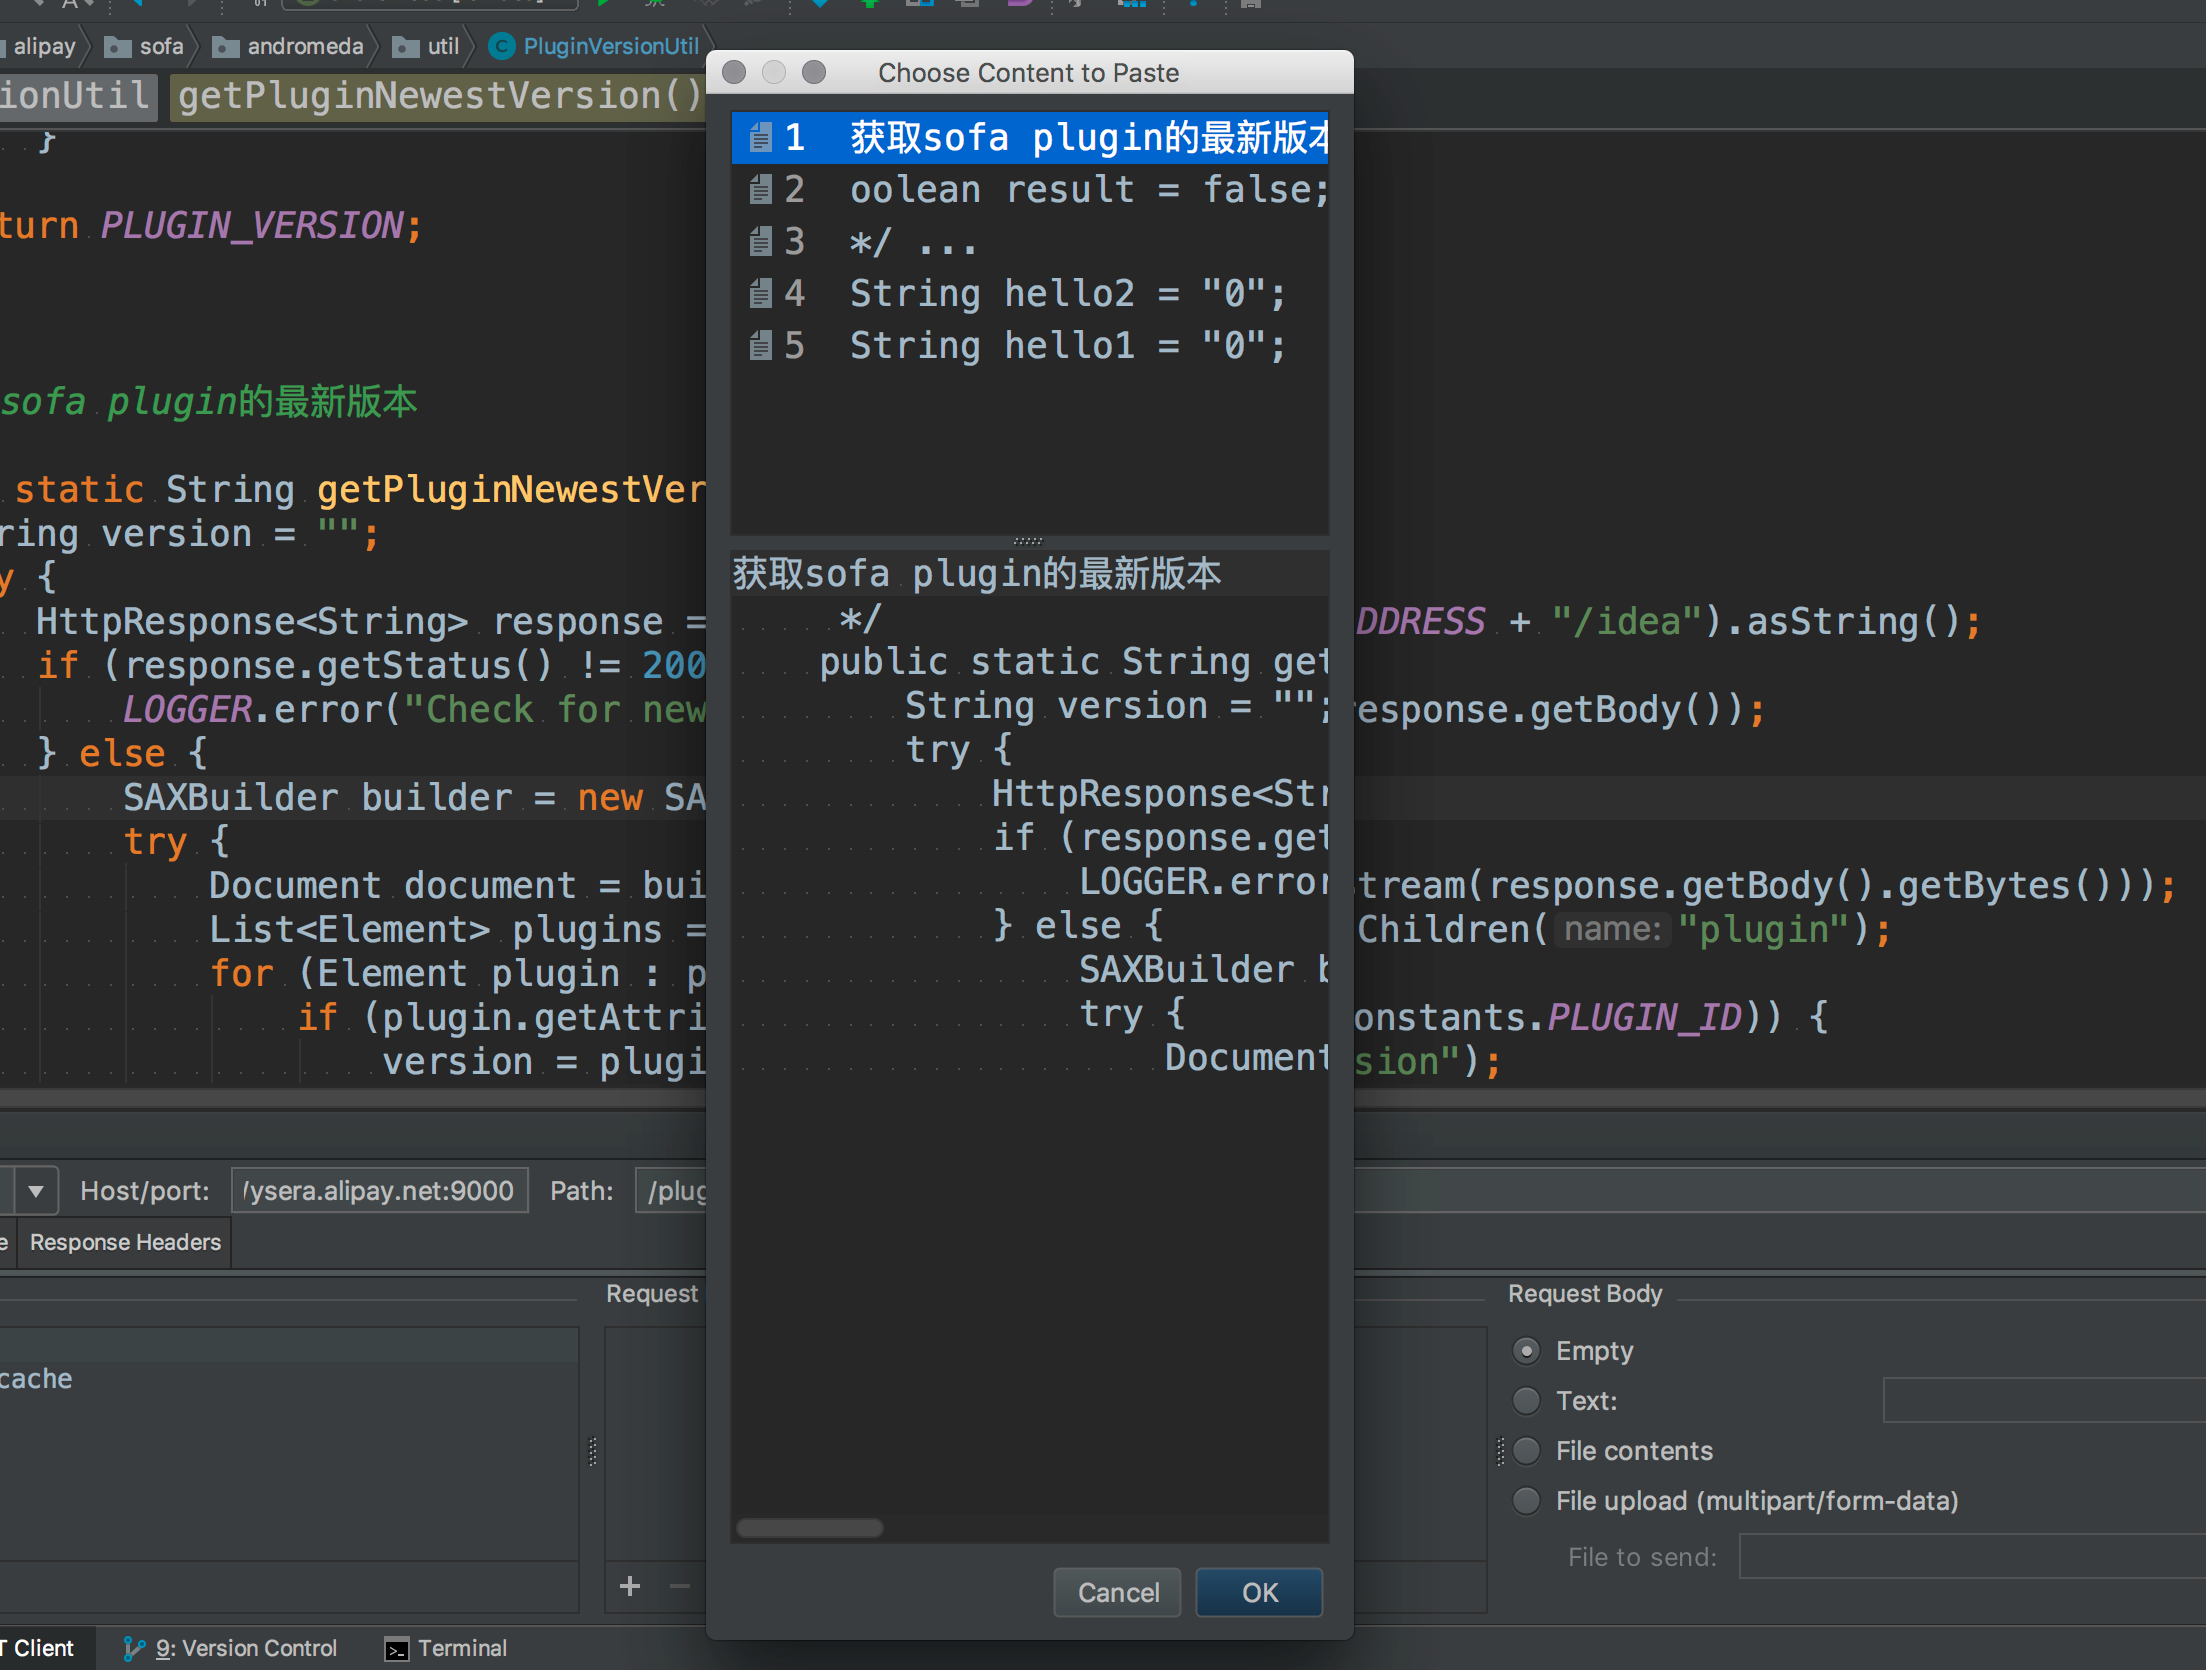 alipay sofa andromeda util PluginVersionUtil
ionUtil getPluginNewestVersion()
}
turn PLUGIN_VERSION;
sofa plugin的最新版本
static String getPluginNewestVer
ring version = "";
y {
HttpResponse<String> response = DDRESS + "/idea").asString();
if (response.getStatus() != 200
LOGGER.error("Check for new response.getBody());
} else {
SAXBuilder builder = new SA
try {
Document document = bui tream(response.getBody().getBytes()));
List<Element> plugins = Children( name: "plugin");
for (Element plugin : p
if (plugin.getAttri onstants.PLUGIN_ID)) {
version = plugi sion");
Choose Content to Paste
1 获取sofa plugin的最新版本
2 oolean result = false;
3 */ ...
4 String hello2 = "0";
5 String hello1 = "0";
获取sofa plugin的最新版本
*/
public static String get
String version = "";
try {
HttpResponse<Str
if (response.get
LOGGER.error
} else {
SAXBuilder b
try {
Document
Cancel OK
Host/port: /ysera.alipay.net:9000 Path: /plug
e Response Headers
Request
cache
Request Body
Empty
Text:
File contents
File upload (multipart/form-data)
File to send:
T Client 9: Version Control Terminal